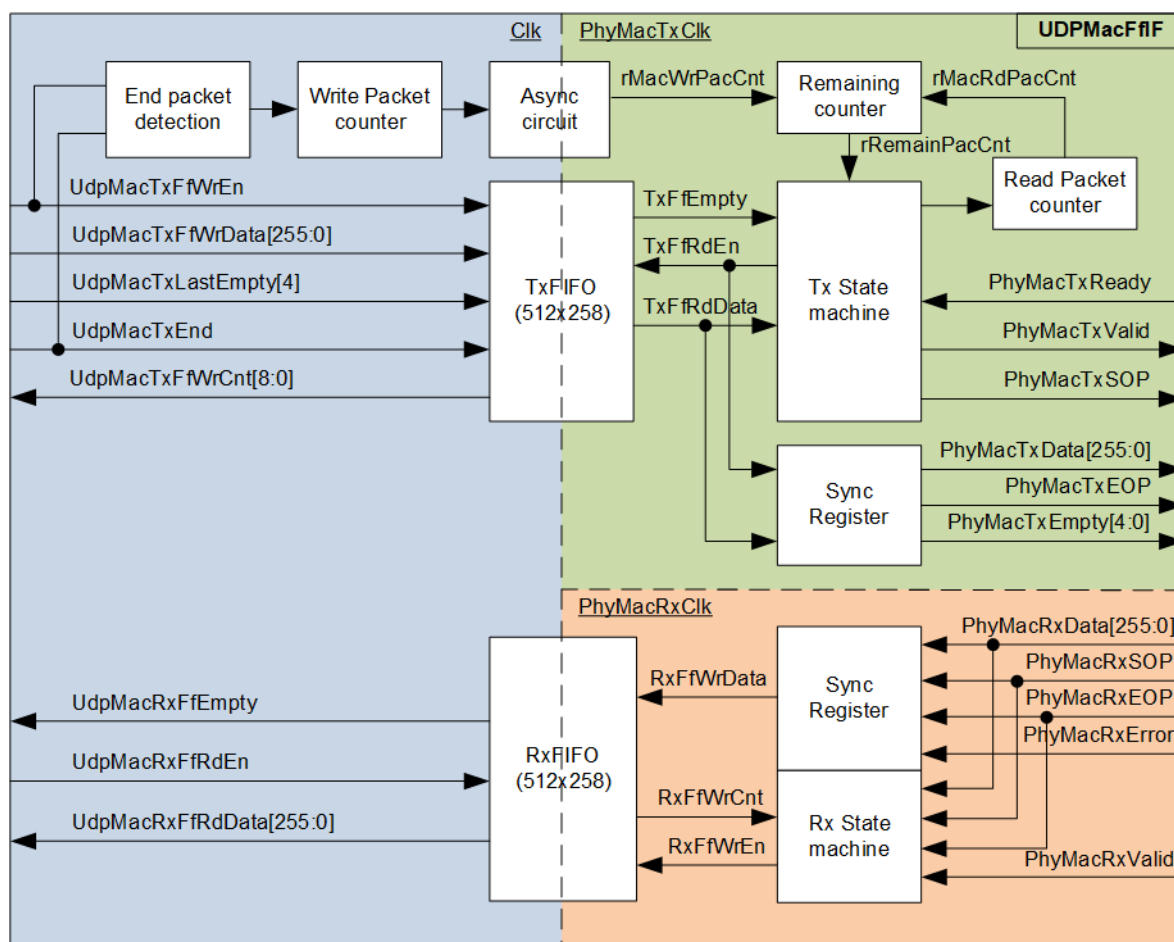 Clk
PhyMacTxClk
UDPMacFfIF
End packet
detection
Write Packet
counter
Async
circuit
rMacWrPacCnt
Remaining
counter
rMacRdPacCnt
rRemainPacCnt
Read Packet
counter
UdpMacTxFfWrEn
UdpMacTxFfWrData[255:0]
UdpMacTxLastEmpty[4]
UdpMacTxEnd
UdpMacTxFfWrCnt[8:0]
TxFIFO
(512x258)
TxFfEmpty
TxFfRdEn
TxFfRdData
Tx State
machine
PhyMacTxReady
PhyMacTxValid
PhyMacTxSOP
Sync
Register
PhyMacTxData[255:0]
PhyMacTxEOP
PhyMacTxEmpty[4:0]
PhyMacRxClk
UdpMacRxFfEmpty
UdpMacRxFfRdEn
UdpMacRxFfRdData[255:0]
RxFIFO
(512x258)
RxFfWrData
RxFfWrCnt
RxFfWrEn
Sync
Register
Rx State
machine
PhyMacRxData[255:0]
PhyMacRxSOP
PhyMacRxEOP
PhyMacRxError
PhyMacRxValid